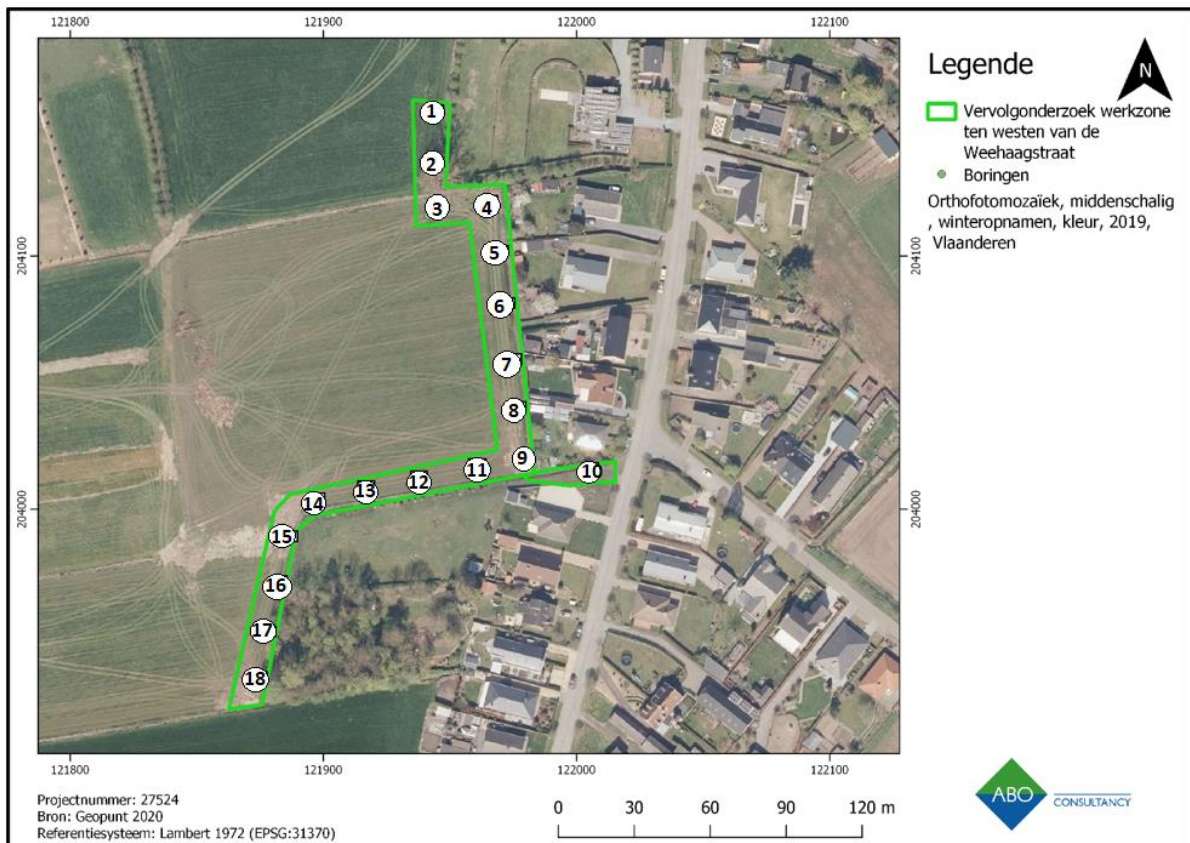 121800 121900 122000 122100
Legende
N
Vervolgonderzoek werkzone
ten westen van de
Weehaagstraat
Boringen
Orthofotomozaïek, middenschalig
, winteropnamen, kleur, 2019,
Vlaanderen
1
2
3
4
5
6
7
8
9
10
11
12
13
14
15
16
17
18
204100 204100
204000 204000
121800 121900 122000 122100
Projectnummer: 27524
Bron: Geopunt 2020
Referentiesysteem: Lambert 1972 (EPSG:31370)
0 30 60 90 120 m
ABO CONSULTANCY